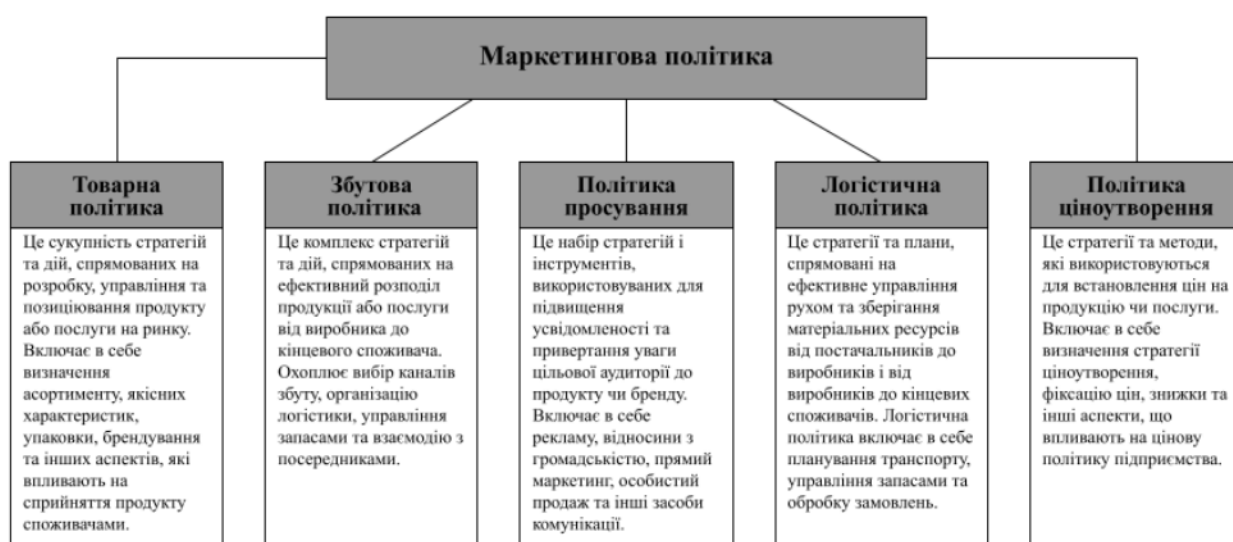 Маркетингова політика
Товарна
політика
Це сукупність стратегій
та дій, спрямованих на
розробку, управління та
позиціювання продукту
або послуги на ринку.
Включає в себе
визначення
асортименту, якісних
характеристик,
упаковки, брендування
та інших аспектів, які
впливають на
сприйняття продукту
споживачами.
Збутова
політика
Це комплекс стратегій
та дій, спрямованих на
ефективний розподіл
продукції або послуги
від виробника до
кінцевого споживача.
Охоплює вибір каналів
збуту, організацію
логістики, управління
запасами та взаємодію з
посередниками.
Політика
просування
Це набір стратегій і
інструментів,
використовуваних для
підвищення
усвідомленості та
привертання уваги
цільової аудиторії до
продукту чи бренду.
Включає в себе
рекламу, відносини з
громадськістю, прямий
маркетинг, особистий
продаж та інші засоби
комунікації.
Логістична
політика
Це стратегії та плани,
спрямовані на
ефективне управління
рухом та зберігання
матеріальних ресурсів
від постачальників до
виробників і від
виробників до кінцевих
споживачів. Логістична
політика включає в себе
планування транспорту,
управління запасами та
обробку замовлень.
Політика
ціноутворення
Це стратегії та методи,
які використовуються
для встановлення цін на
продукцію чи послуги.
Включає в себе
визначення стратегії
ціноутворення,
фіксацію цін, знижки та
інші аспекти, що
впливають на цінову
політику підприємства.